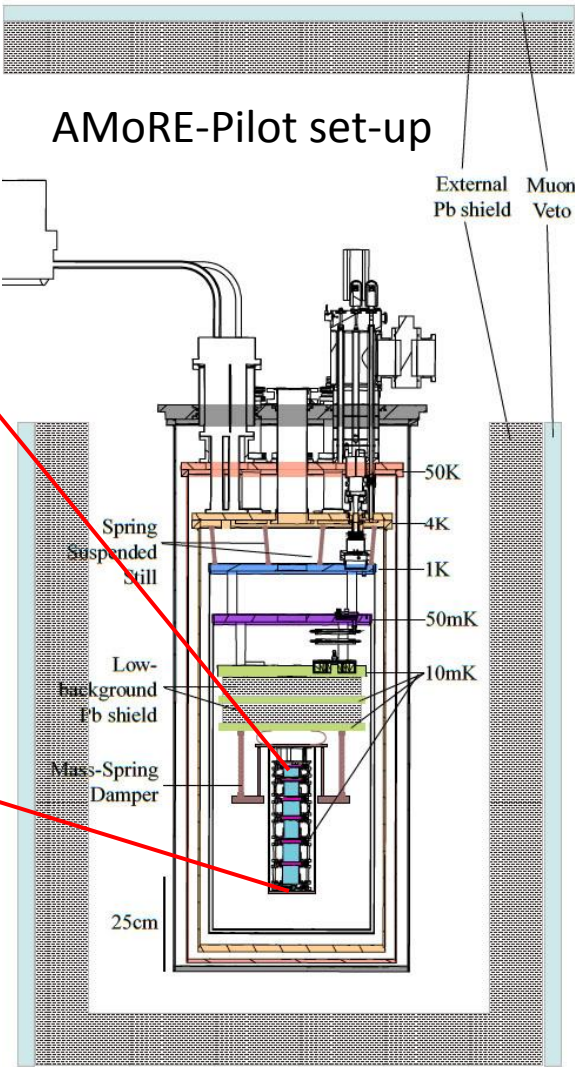 AMoRE-Pilot set-up
External
Pb shield
Muon
Veto
50K
4K
Spring
Suspended
Still
1K
50mK
Low-
background
Pb shield
10mK
Mass-Spring
Damper
25cm